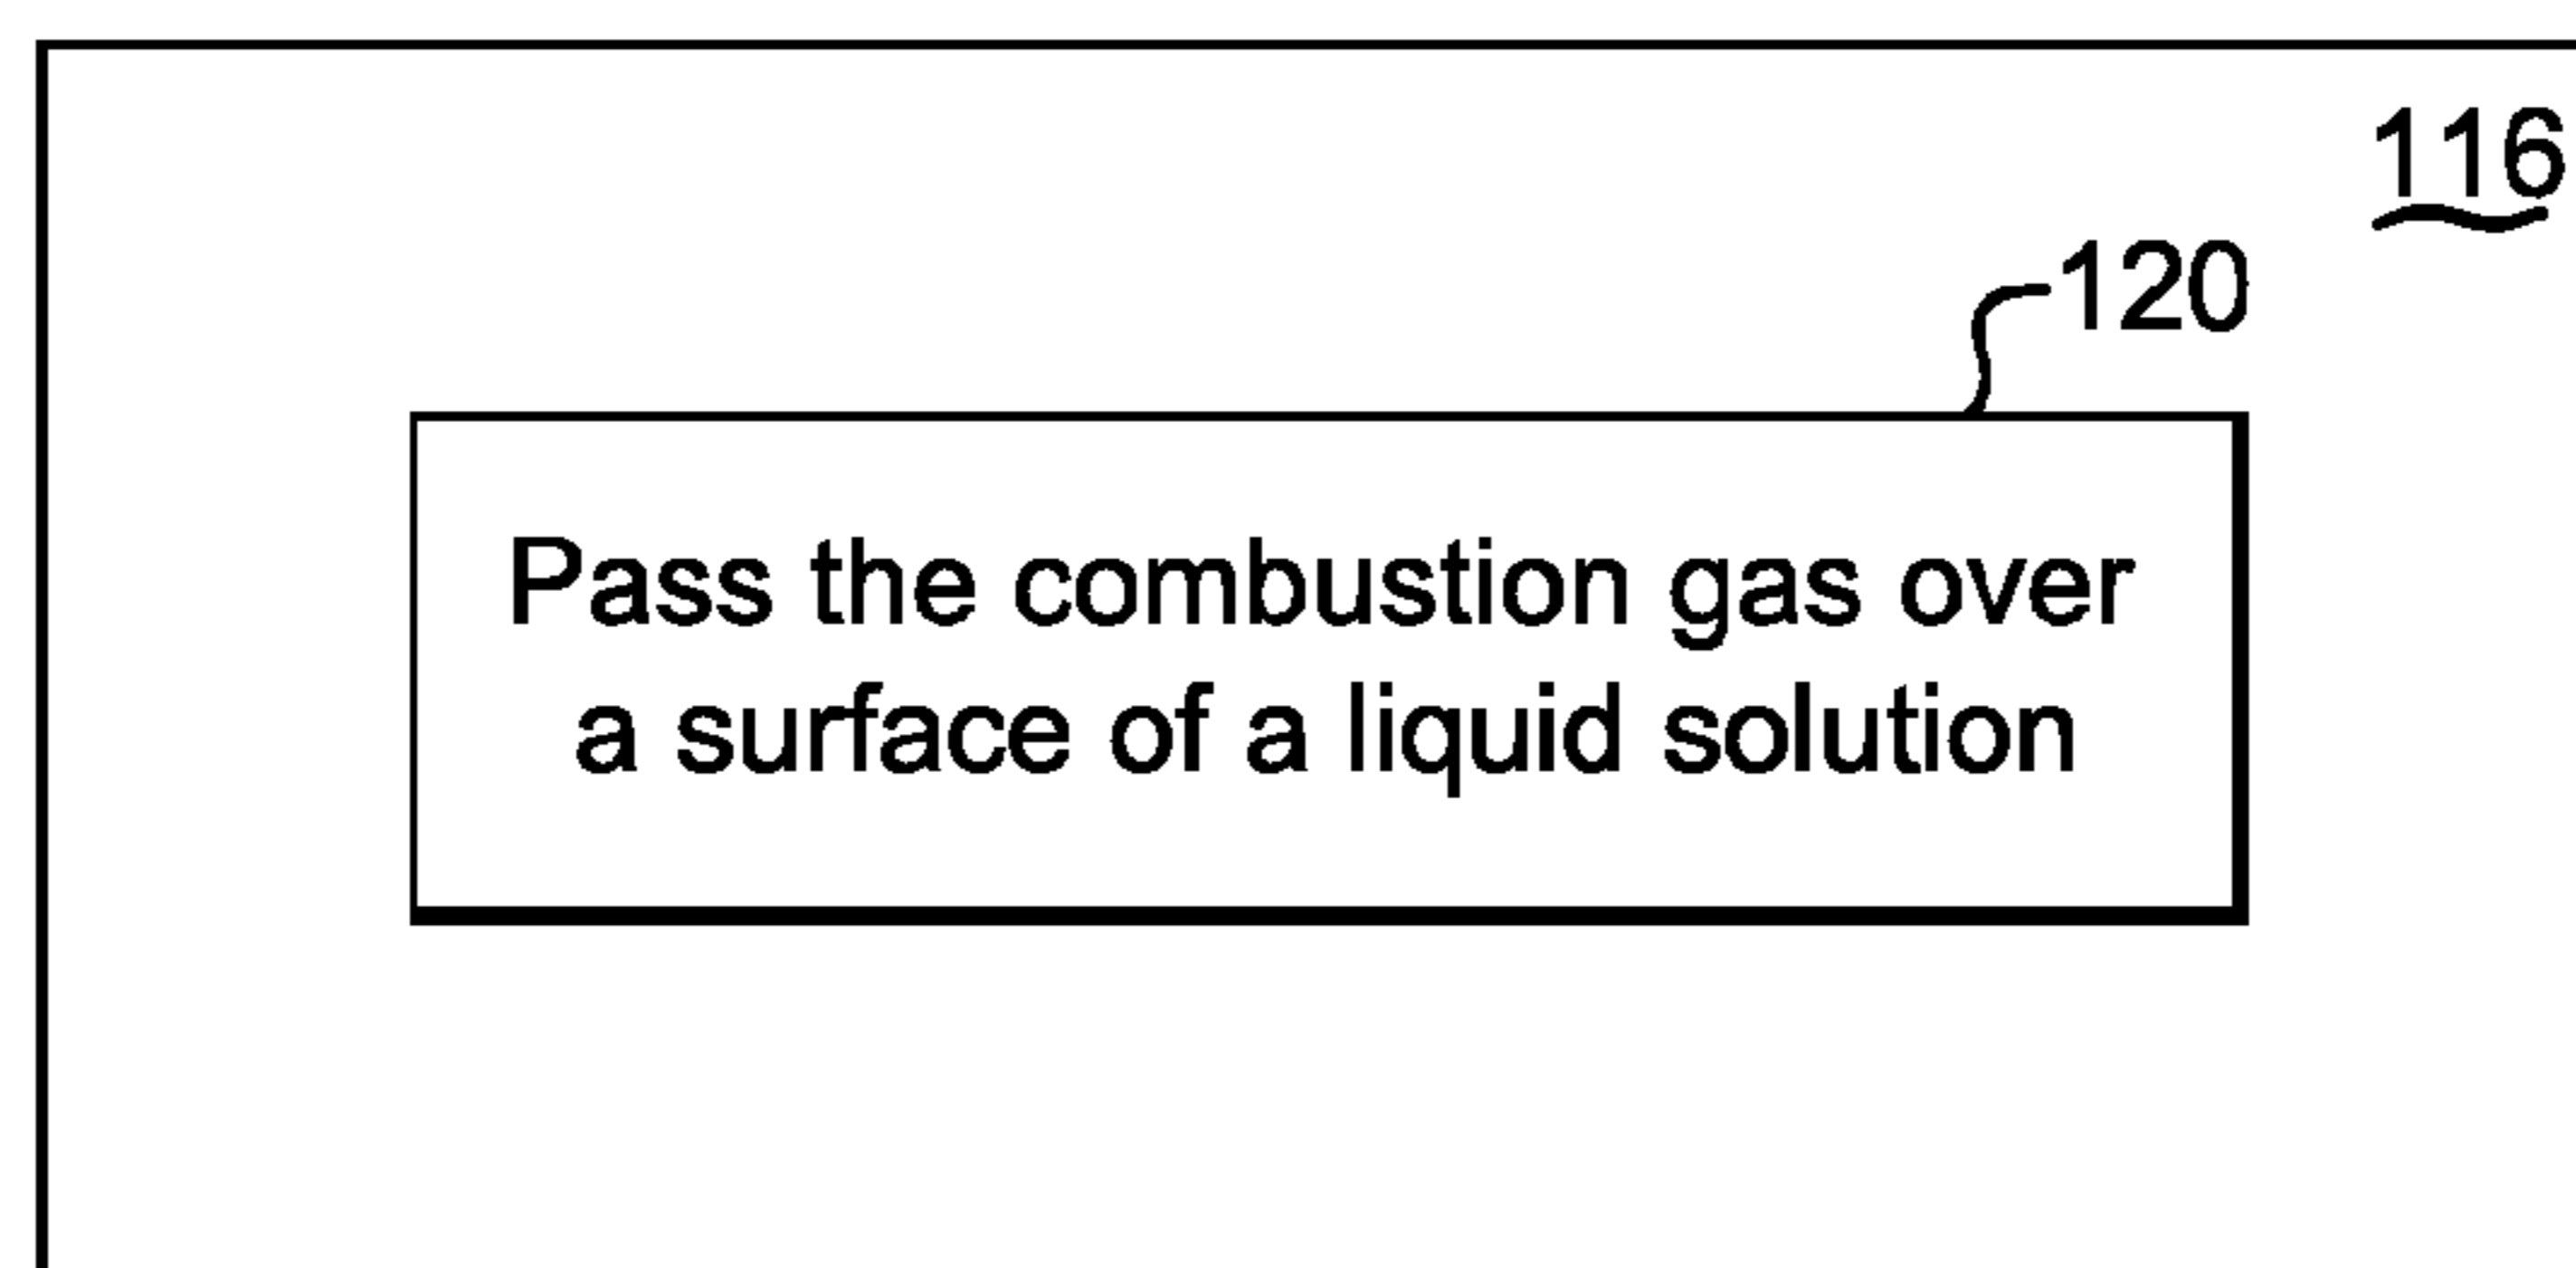 116
120
Pass the combustion gas over
a surface of a liquid solution